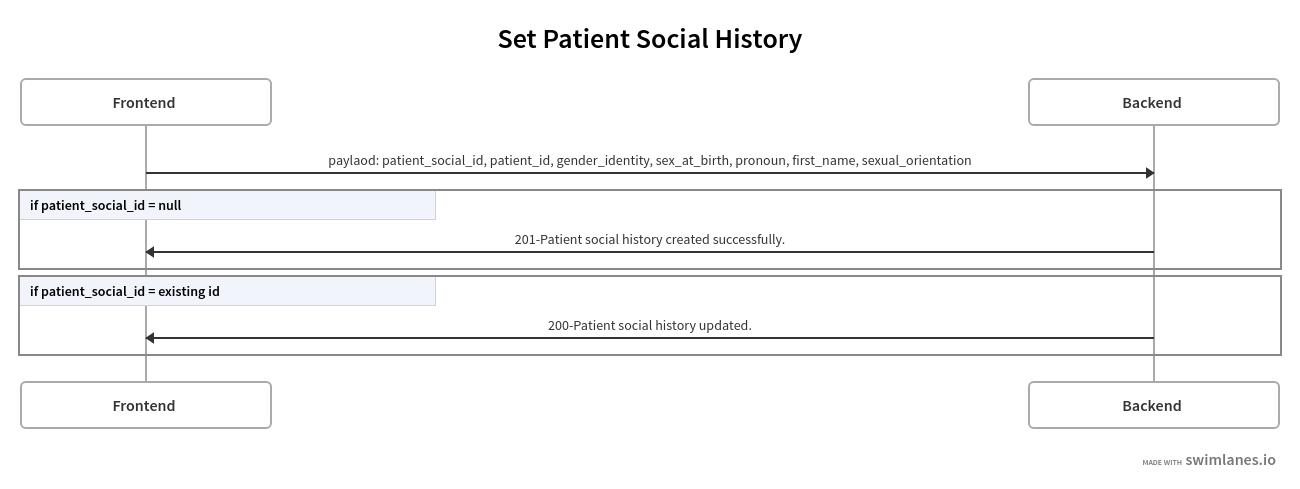 Set Patient Social History
Frontend
Backend
paylaod: patient_social_id, patient_id, gender_identity, sex_at_birth, pronoun, first_name, sexual_orientation
if patient_social_id = null
201-Patient social history created successfully.
if patient_social_id = existing id
200-Patient social history updated.
Frontend
Backend
MADE WITH swimlanes.io